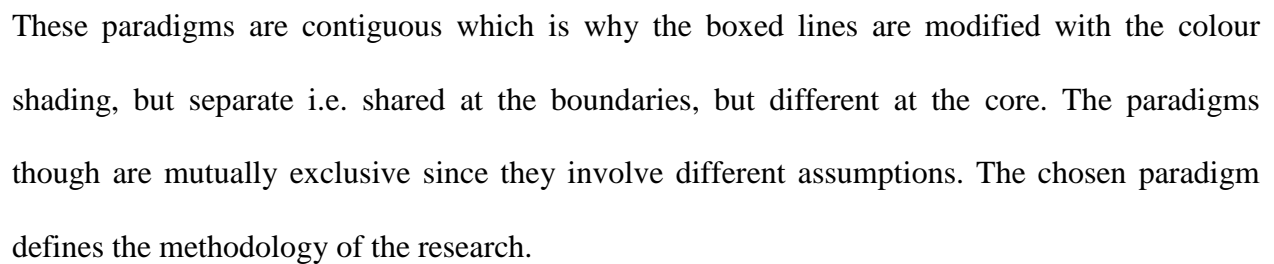 These paradigms are contiguous which is why the boxed lines are modified with the colour
shading, but separate i.e. shared at the boundaries, but different at the core. The paradigms
though are mutually exclusive since they involve different assumptions. The chosen paradigm
defines the methodology of the research.